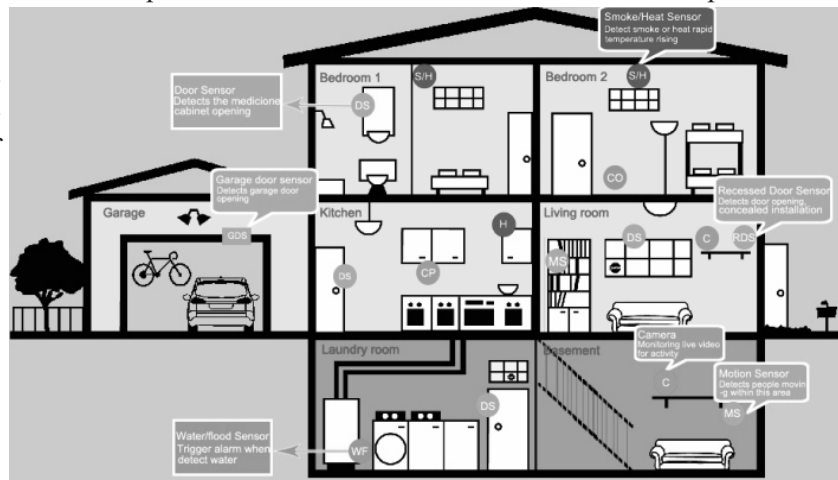 Smoke/Heat Sensor
Detect smoke or heat rapid
temperature rising
Bedroom 1
S/H
Bedroom 2
S/H
Door Sensor
Detects the medicione
cabinet opening
DS
CO
Garage door sensor
Detects garage door
opening
Recessed Door Sensor
Detects door opening,
concealed installation
Garage
GDS
Kitchen
H
Living room
DS
C
RDS
DS
CP
MS
Laundry room
Basement
Camera
Monitoring live video
for activity
C
Motion Sensor
Detects people movin
-g within this area
MS
DS
Water/flood Sensor
Trigger alarm when
detect water
WF